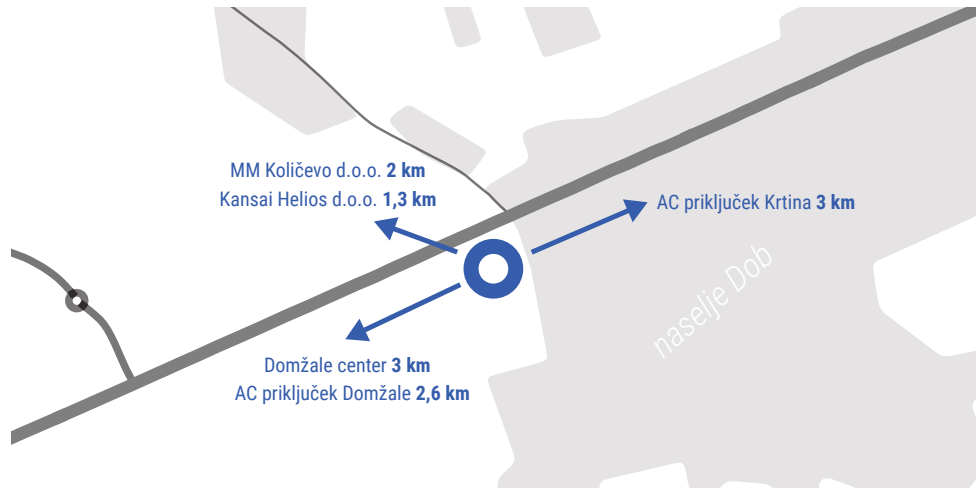 MM Količevo d.o.o. 2 km
Kansai Helios d.o.o. 1,3 km
AC priključek Krtina 3 km
naselje Dob
Domžale center 3 km
AC priključek Domžale 2,6 km